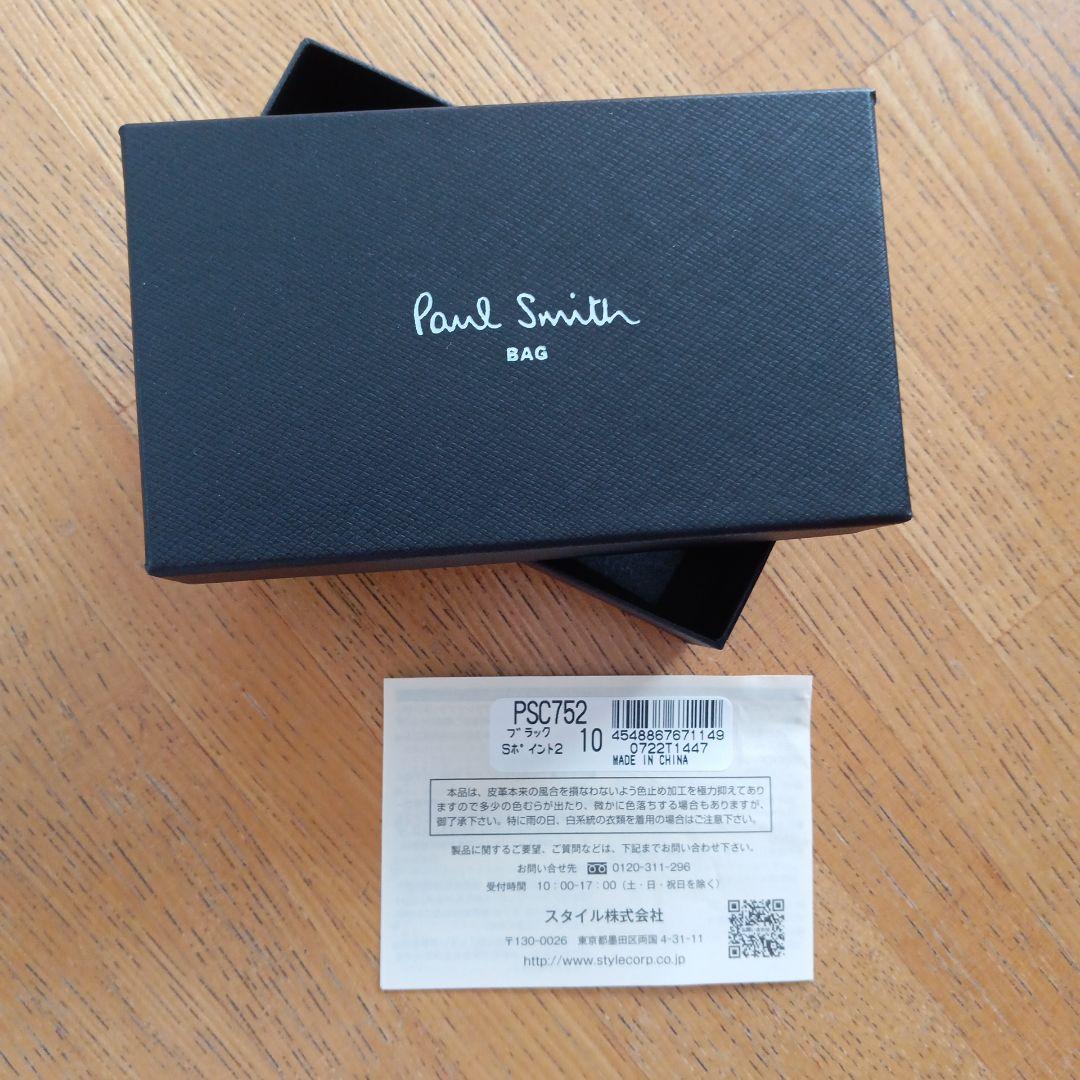 Paul Smith
BAG
PSC752
ブラック
Sポイント2 10
4548867671149
0722T1447
MADE IN CHINA
本品は、皮革本来の風合を損なわないよう色止め加工を極力抑えてあり
ますので多少の色むらが出たり、微かに色落ちする場合もありますが、
御了承下さい。特に雨の日、白系統の衣類を着用の場合はご注意下さい。
製品に関するご要望、ご質問などは、下記までお問い合わせ下さい。
お問い合せ先 0120-311-296
受付時間 10:00-17:00(土・日・祝日を除く)
スタイル株式会社
〒130-0026 東京都墨田区両国4-31-11
http://www.stylecorp.co.jp